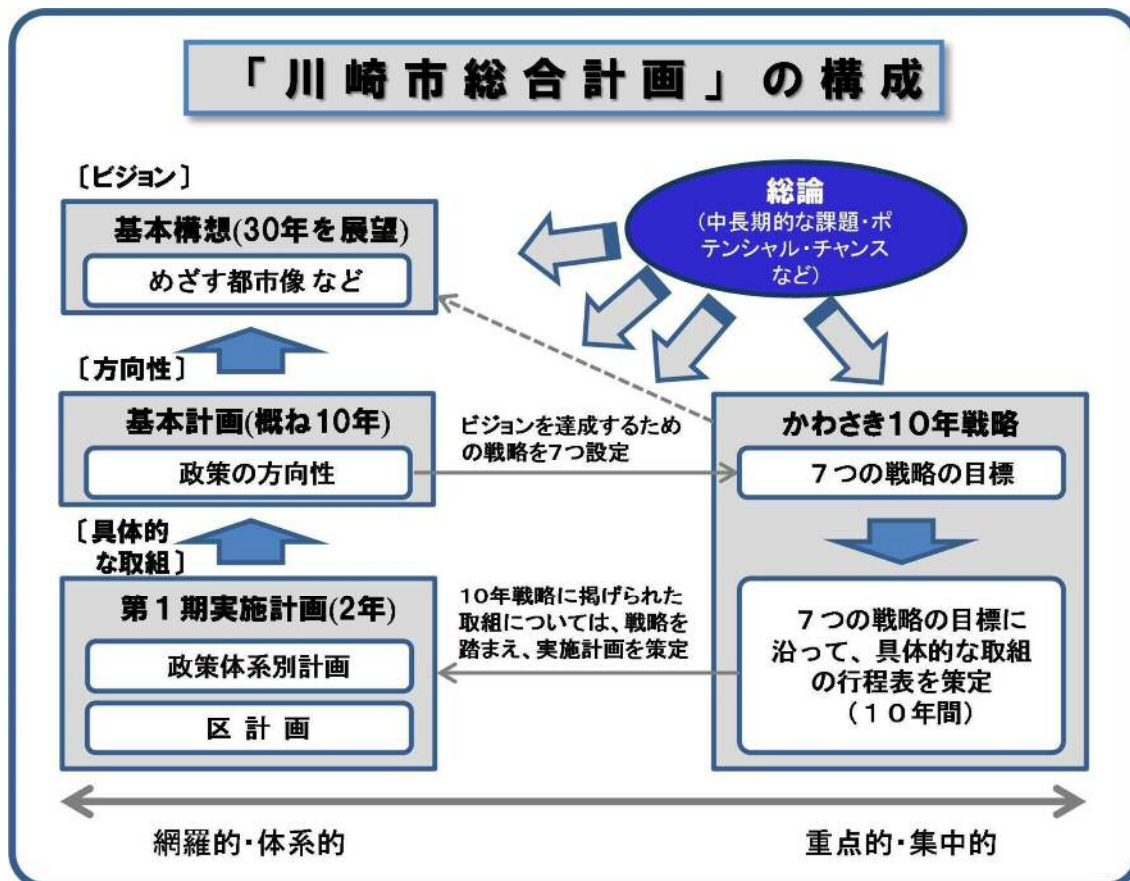 「川崎市総合計画」の構成
〔ビジョン〕
基本構想(30年を展望)
めざす都市像 など
総論
(中長期的な課題・ポ
テンシャル・チャンス
など)
〔方向性〕
基本計画(概ね10年)
政策の方向性
ビジョンを達成するため
の戦略を7つ設定
かわさき10年戦略
７つの戦略の目標
〔具体的
な取組〕
第１期実施計画(2年)
政策体系別計画
区 計 画
10年戦略に掲げられた
取組については、戦略を
踏まえ、実施計画を策定
７つの戦略の目標に
沿って、具体的な取組
の行程表を策定
（１０年間）
網羅的・体系的
重点的・集中的